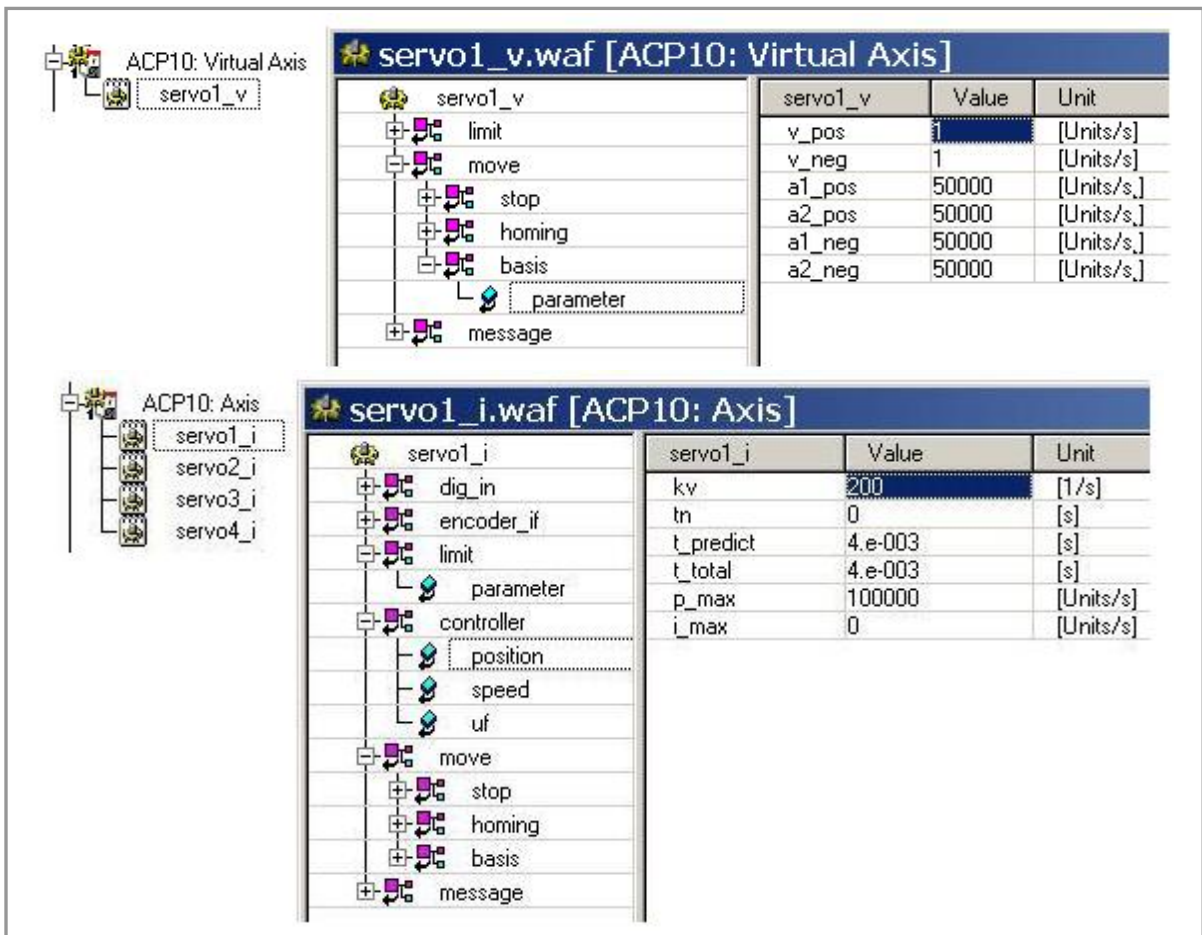 ACP10: Virtual Axis
servo1_v
servo1_v.waf [ACP10: Virtual Axis]
servo1_v
limit
move
stop
homing
basis
parameter
message
servo1_v Value Unit
v_pos 1 [Units/s]
v_neg 1 [Units/s]
a1_pos 50000 [Units/s„]
a2_pos 50000 [Units/s„]
a1_neg 50000 [Units/s„]
a2_neg 50000 [Units/s„]
ACP10: Axis
servo1_i
servo2_i
servo3_i
servo4_i
servo1_i.waf [ACP10: Axis]
servo1_i
dig_in
encoder_if
limit
parameter
controller
position
speed
uf
move
stop
homing
basis
message
servo1_i Value Unit
kv 200 [1/s]
tn 0 [s]
t_predict 4.e-003 [s]
t_total 4.e-003 [s]
p_max 100000 [Units/s]
i_max 0 [Units/s]